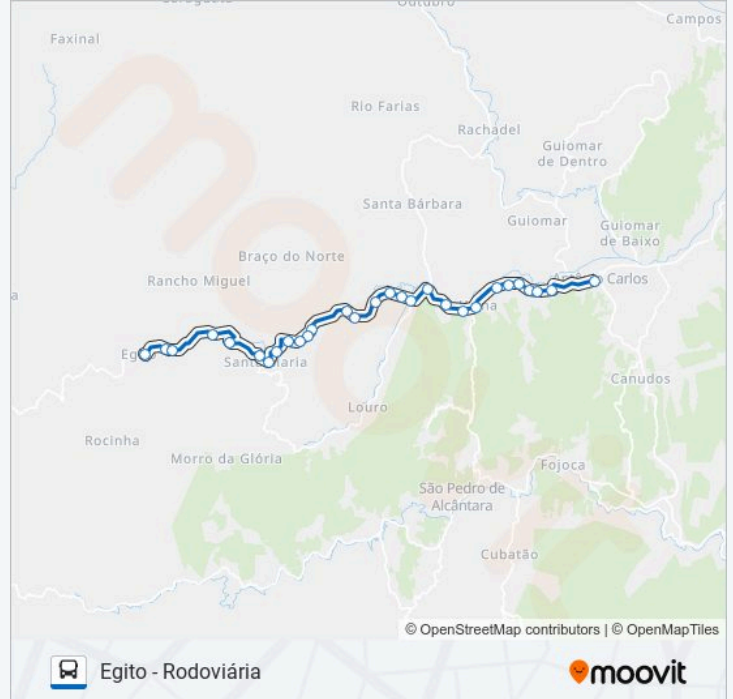 Outubro
Campos
Faxinal
Rio Farias
Rachadel
Guiomar
de Dentro
Santa Bárbara
Guiomar
Guiomar
de Baixo
Braço do Norte
Rancho Miguel
Carlos
a
Louro
Canudos
Rocinha
Morro da Glória
Fojoca
São Pedro de
Alcântara
Cubatão
© OpenStreetMap contributors | © OpenMapTiles
Egito - Rodoviária
moovit